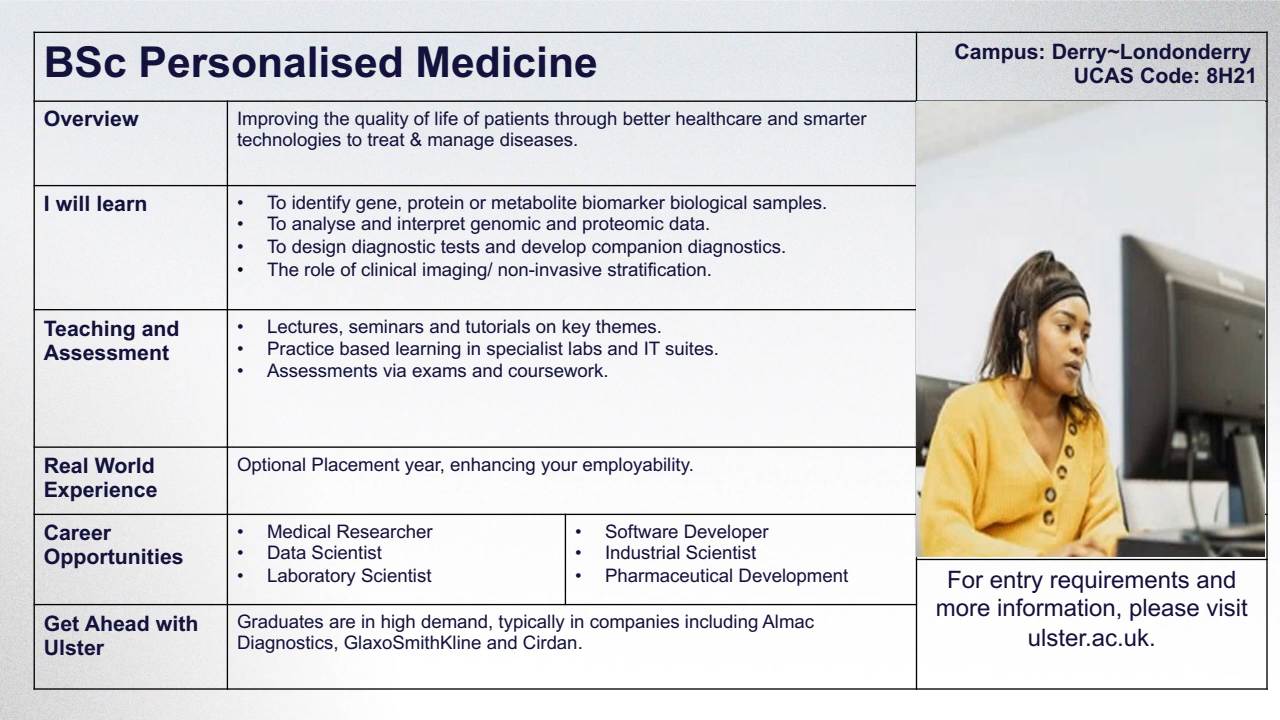 BSc Personalised Medicine
Campus: Derry~Londonderry
UCAS Code: 8H21
Overview
Improving the quality of life of patients through better healthcare and smarter
technologies to treat & manage diseases.
I will learn
• To identify gene, protein or metabolite biomarker biological samples.
• To analyse and interpret genomic and proteomic data.
• To design diagnostic tests and develop companion diagnostics.
• The role of clinical imaging/ non-invasive stratification.
Teaching and
Assessment
• Lectures, seminars and tutorials on key themes.
• Practice based learning in specialist labs and IT suites.
• Assessments via exams and coursework.
Real World
Experience
Optional Placement year, enhancing your employability.
Career
Opportunities
• Medical Researcher
• Data Scientist
• Laboratory Scientist
• Software Developer
• Industrial Scientist
• Pharmaceutical Development
Get Ahead with
Ulster
Graduates are in high demand, typically in companies including Almac
Diagnostics, GlaxoSmithKline and Cirdan.
For entry requirements and
more information, please visit
ulster.ac.uk.